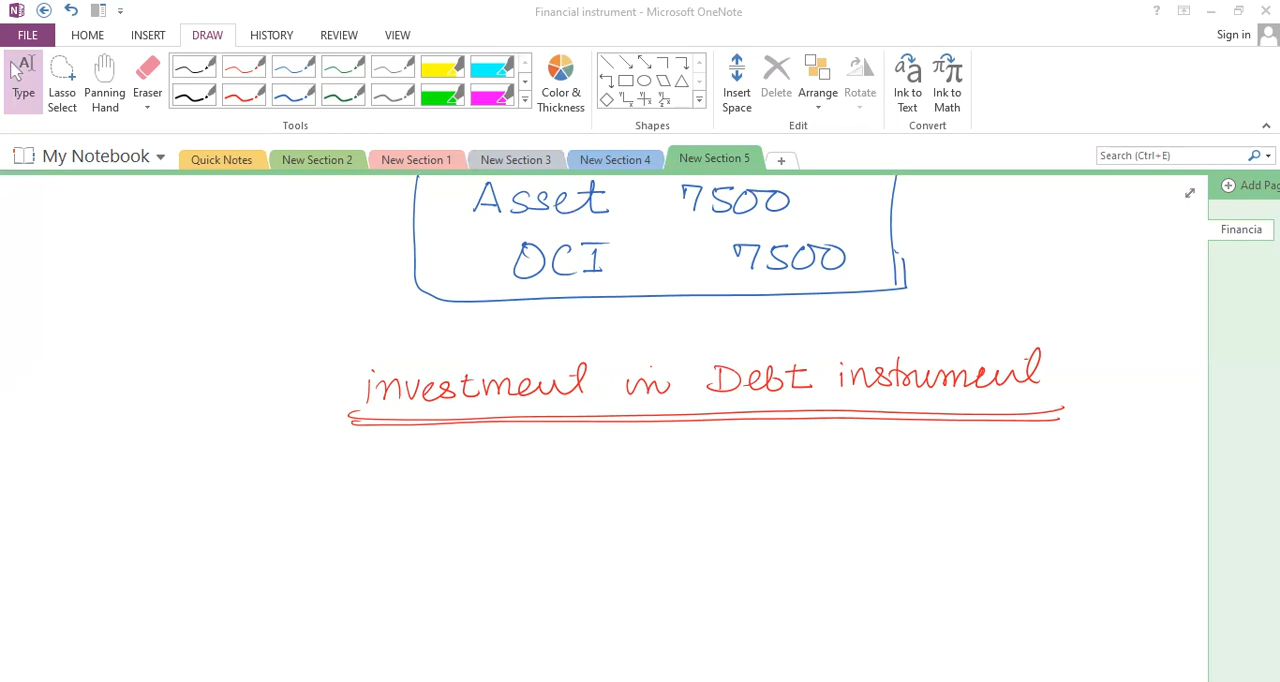 Financial instrument - Microsoft OneNote
?
FILE HOME INSERT DRAW HISTORY REVIEW VIEW
Sign in
Type
Lasso Select
Panning Hand
Eraser
Color & Thickness
Insert Space
Delete
Arrange
Rotate
Ink to Text
Ink to Math
Tools
Shapes
Edit
Convert
My Notebook
Quick Notes
New Section 2
New Section 1
New Section 3
New Section 4
New Section 5
Search (Ctrl+E)
Add Pag
Financia
Asset 7500
OCI 7500
investment in Debt instrument